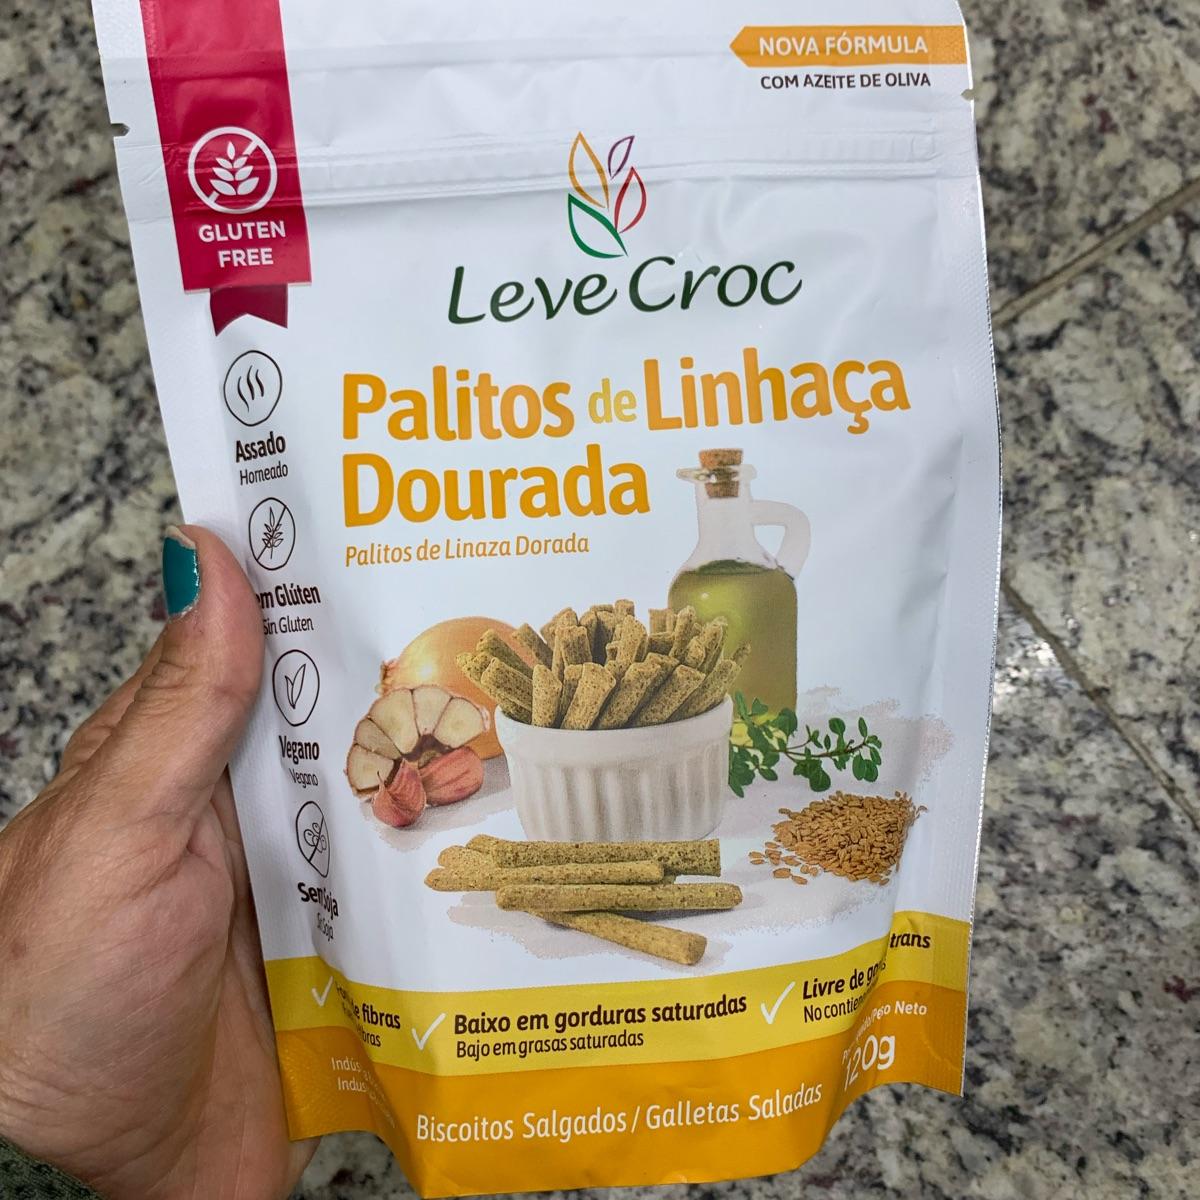 NOVA FÓRMULA
COM AZEITE DE OLIVA
GLUTEN
FREE
Leve Croc
Palitos de Linhaça
Dourada
Palitos de Linaza Dorada
Assado
Horneado
Glúten
Sin Gluten
Vegano
Vegano
de fibras
Baixo em gorduras saturadas
Bajo em grasas saturadas
Livre de
trans
No contiene
Peso Neto
120g
Biscoitos Salgados / Galletas Saladas